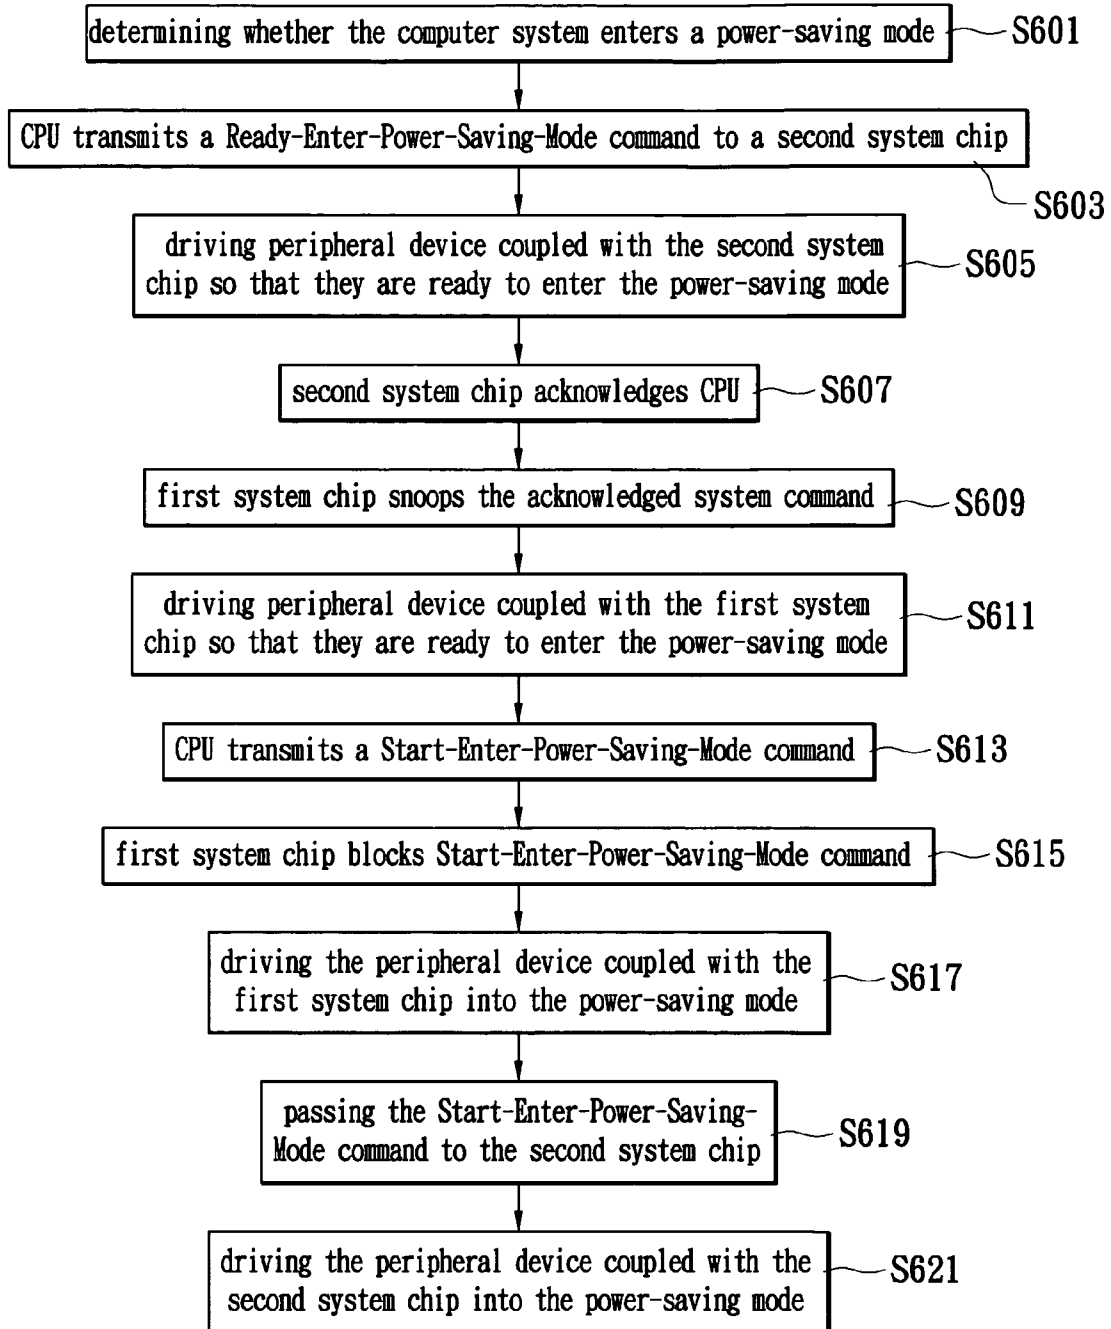 determining whether the computer system enters a power-saving mode
S601
CPU transmits a Ready-Enter-Power-Saving-Mode command to a second system chip
S603
driving peripheral device coupled with the second system
chip so that they are ready to enter the power-saving mode
S605
second system chip acknowledges CPU
S607
first system chip snoops the acknowledged system command
S609
driving peripheral device coupled with the first system
chip so that they are ready to enter the power-saving mode
S611
CPU transmits a Start-Enter-Power-Saving-Mode command
S613
first system chip blocks Start-Enter-Power-Saving-Mode command
S615
driving the peripheral device coupled with the
first system chip into the power-saving mode
S617
passing the Start-Enter-Power-Saving-
Mode command to the second system chip
S619
driving the peripheral device coupled with the
second system chip into the power-saving mode
S621